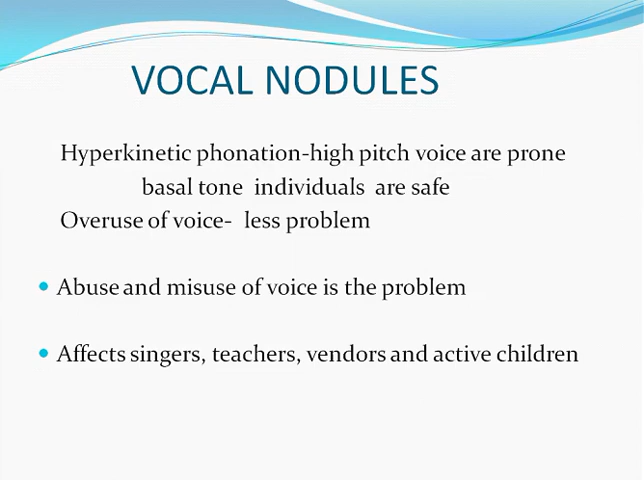 VOCAL NODULES
Hyperkinetic phonation-high pitch voice are prone
basal tone individuals are safe
Overuse of voice- less problem
Abuse and misuse of voice is the problem
Affects singers, teachers, vendors and active children